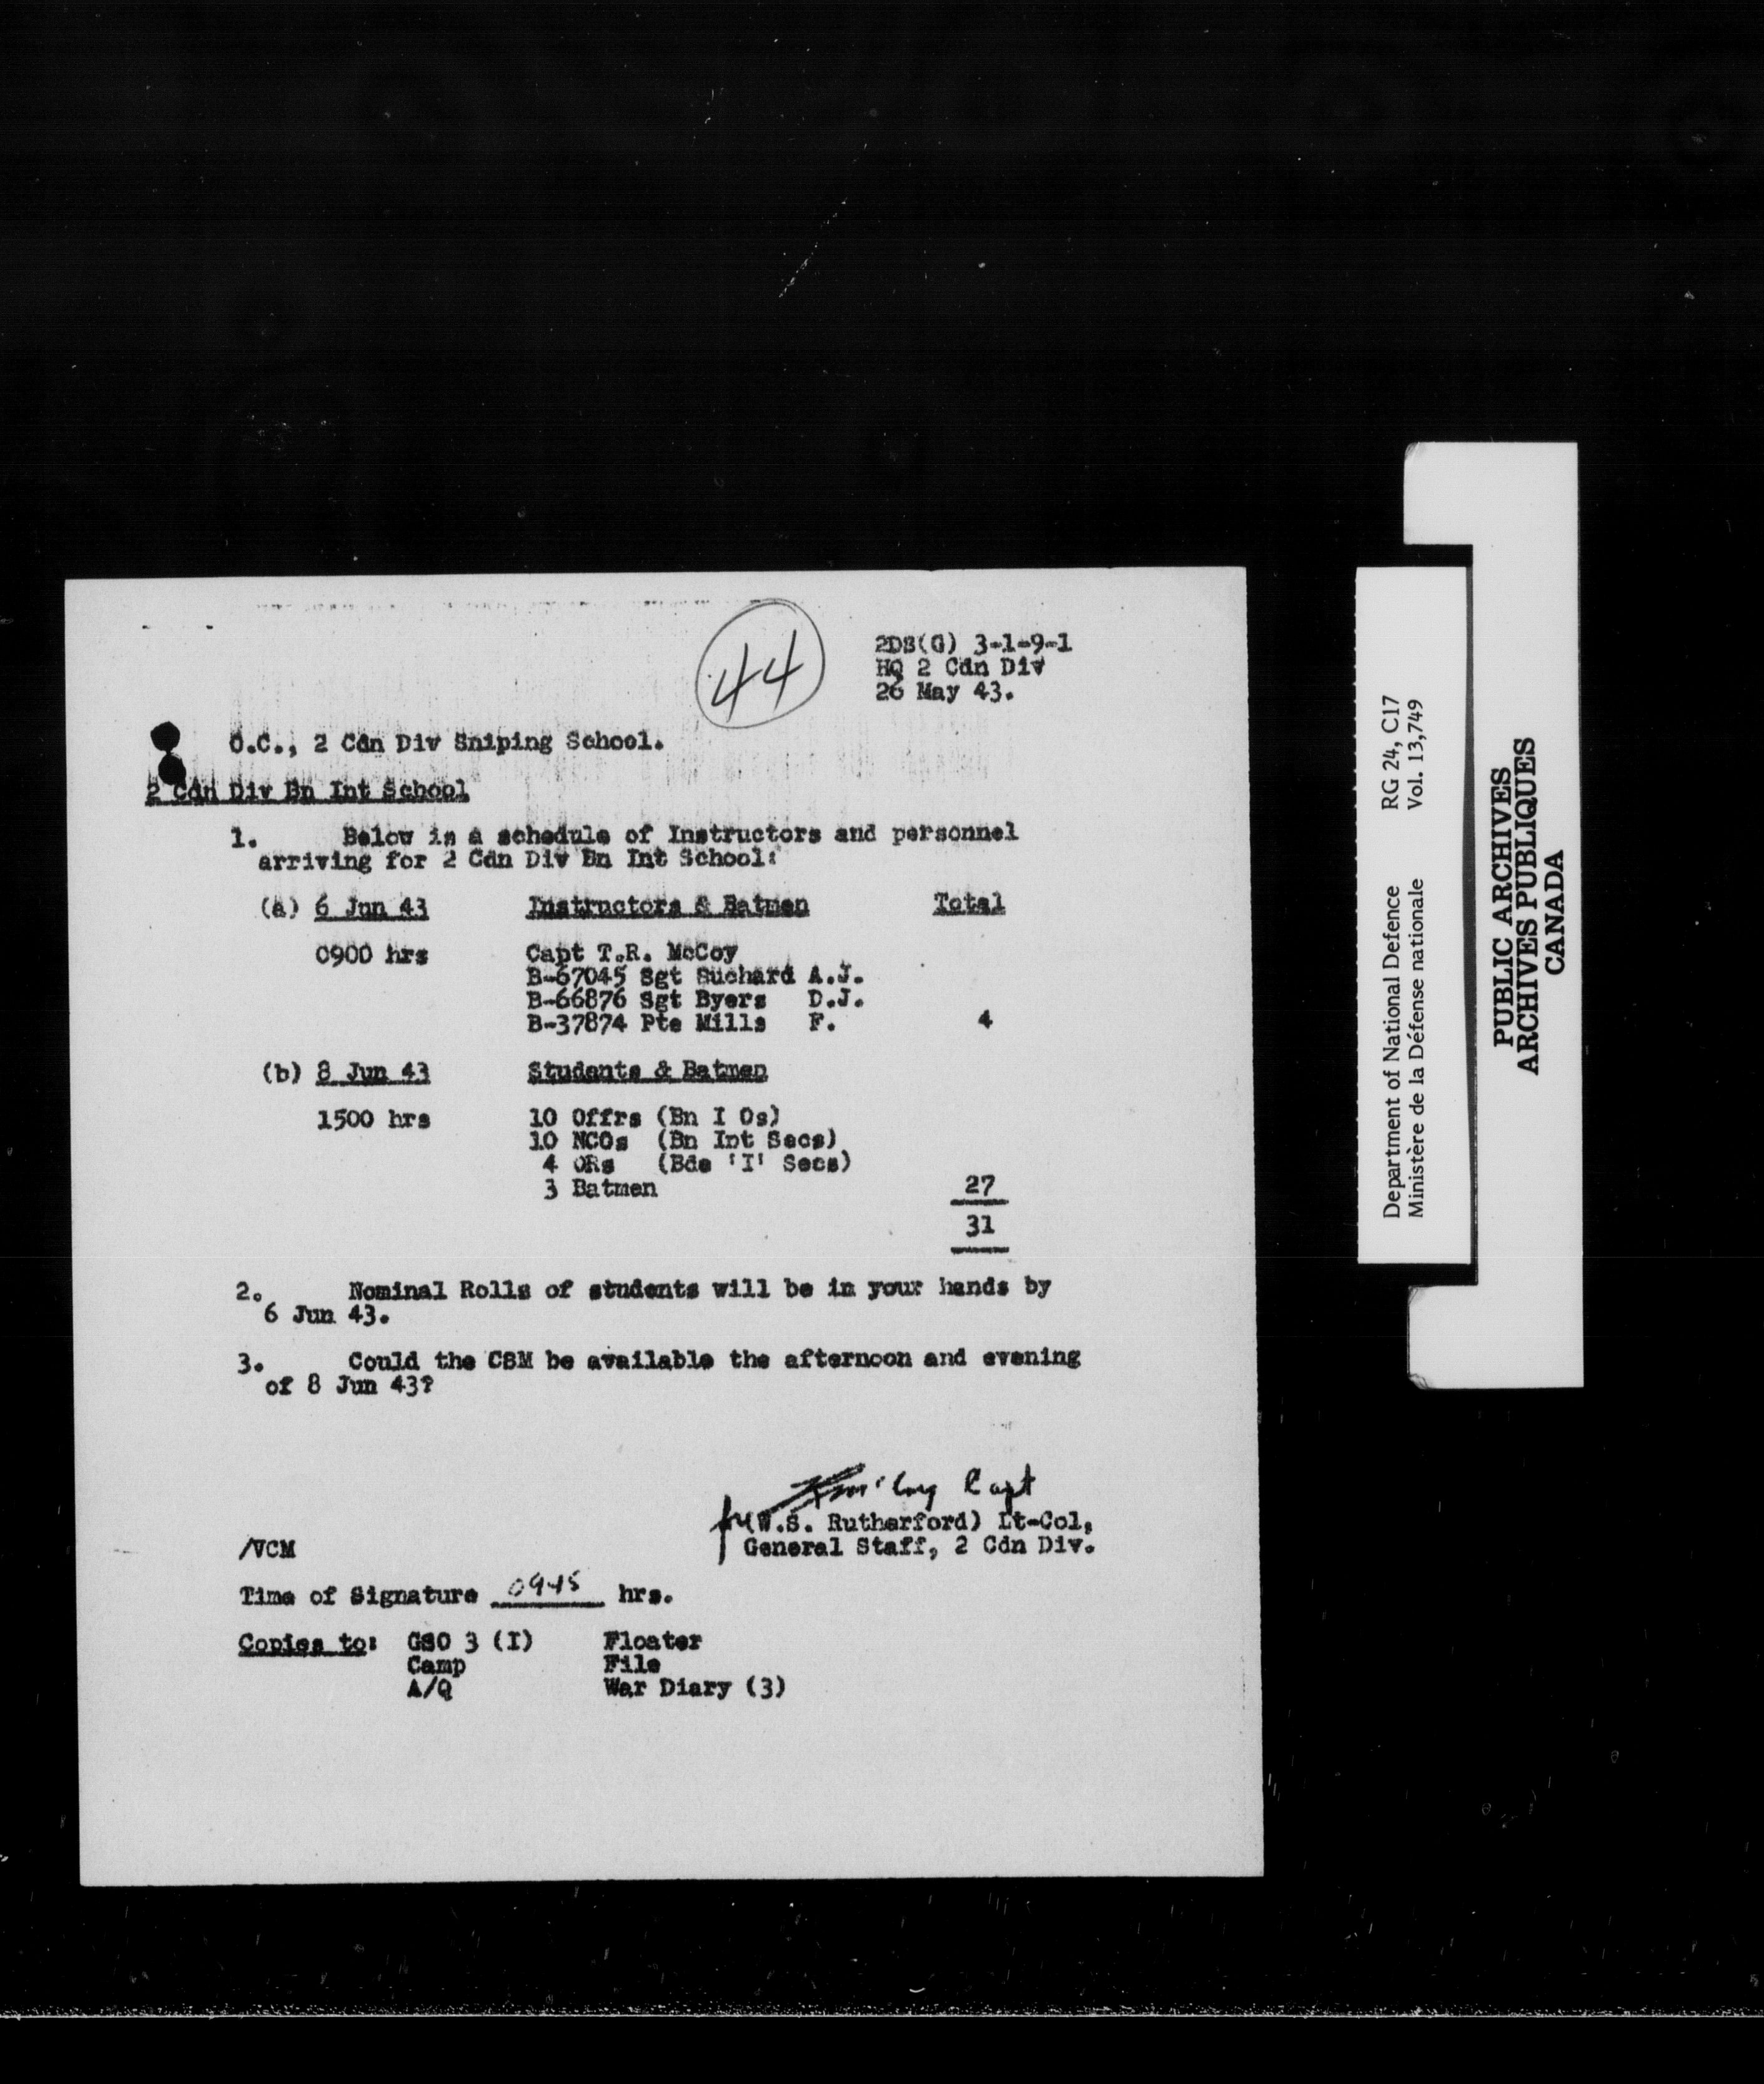 44
2DS(G) 3-1-9-1
HQ 2 Cdn Div
26 May 43.
O.C., 2 Cdn Div Sniping School.
2 Cdn Div Bn Int School
1. Below is a schedule of Instructors and personnel
arriving for 2 Cdn Div Bn Int School:
(a) 6 Jun 43 Instructors & Batmen Total
0900 hrs Capt T.R. McCoy
B-67045 Sgt Suchard A.J.
B-66876 Sgt Byers D.J.
B-37874 Pte Mills F. 4
(b) 8 Jun 43 Students & Batmen
1500 hrs 10 Offrs (Bn I Os)
10 NCOs (Bn Int Secs)
4 ORs (Bde 'I' Secs)
3 Batmen 27
31
2. Nominal Rolls of students will be in your hands by
6 Jun 43.
3. Could the CSM be available the afternoon and evening
of 8 Jun 43?
Capt
for (W.S. Rutherford) Lt-Col,
/VCM General Staff, 2 Cdn Div.
Time of Signature 0945 hrs.
Copies to: GSO 3 (I) Floater
Camp File
A/Q War Diary (3)
Department of National Defence RG 24, C17
Ministère de la Défense nationale Vol. 13,749
PUBLIC ARCHIVES
ARCHIVES PUBLIQUES
CANADA